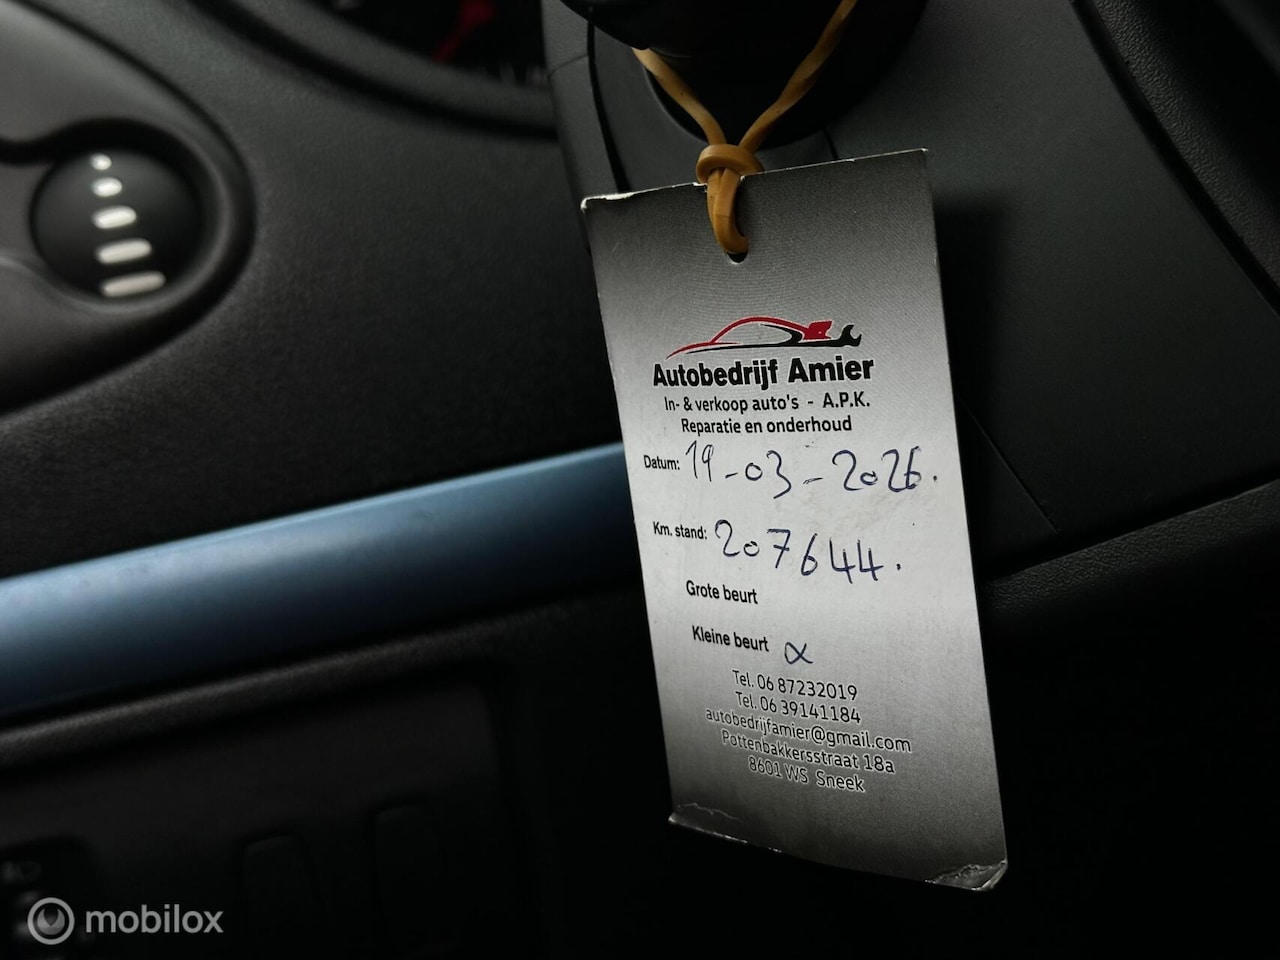 Autobedrijf Amier
In- & verkoop auto's - A.P.K.
Reparatie en onderhoud
Datum: 19-03-2026.
Km. stand: 207644.
Grote beurt
Kleine beurt x
Tel. 06 87232019
Tel. 06 39141184
autobedrijfamier@gmail.com
Pottenbakkersstraat 18a
8601 WS Sneek
mobilox